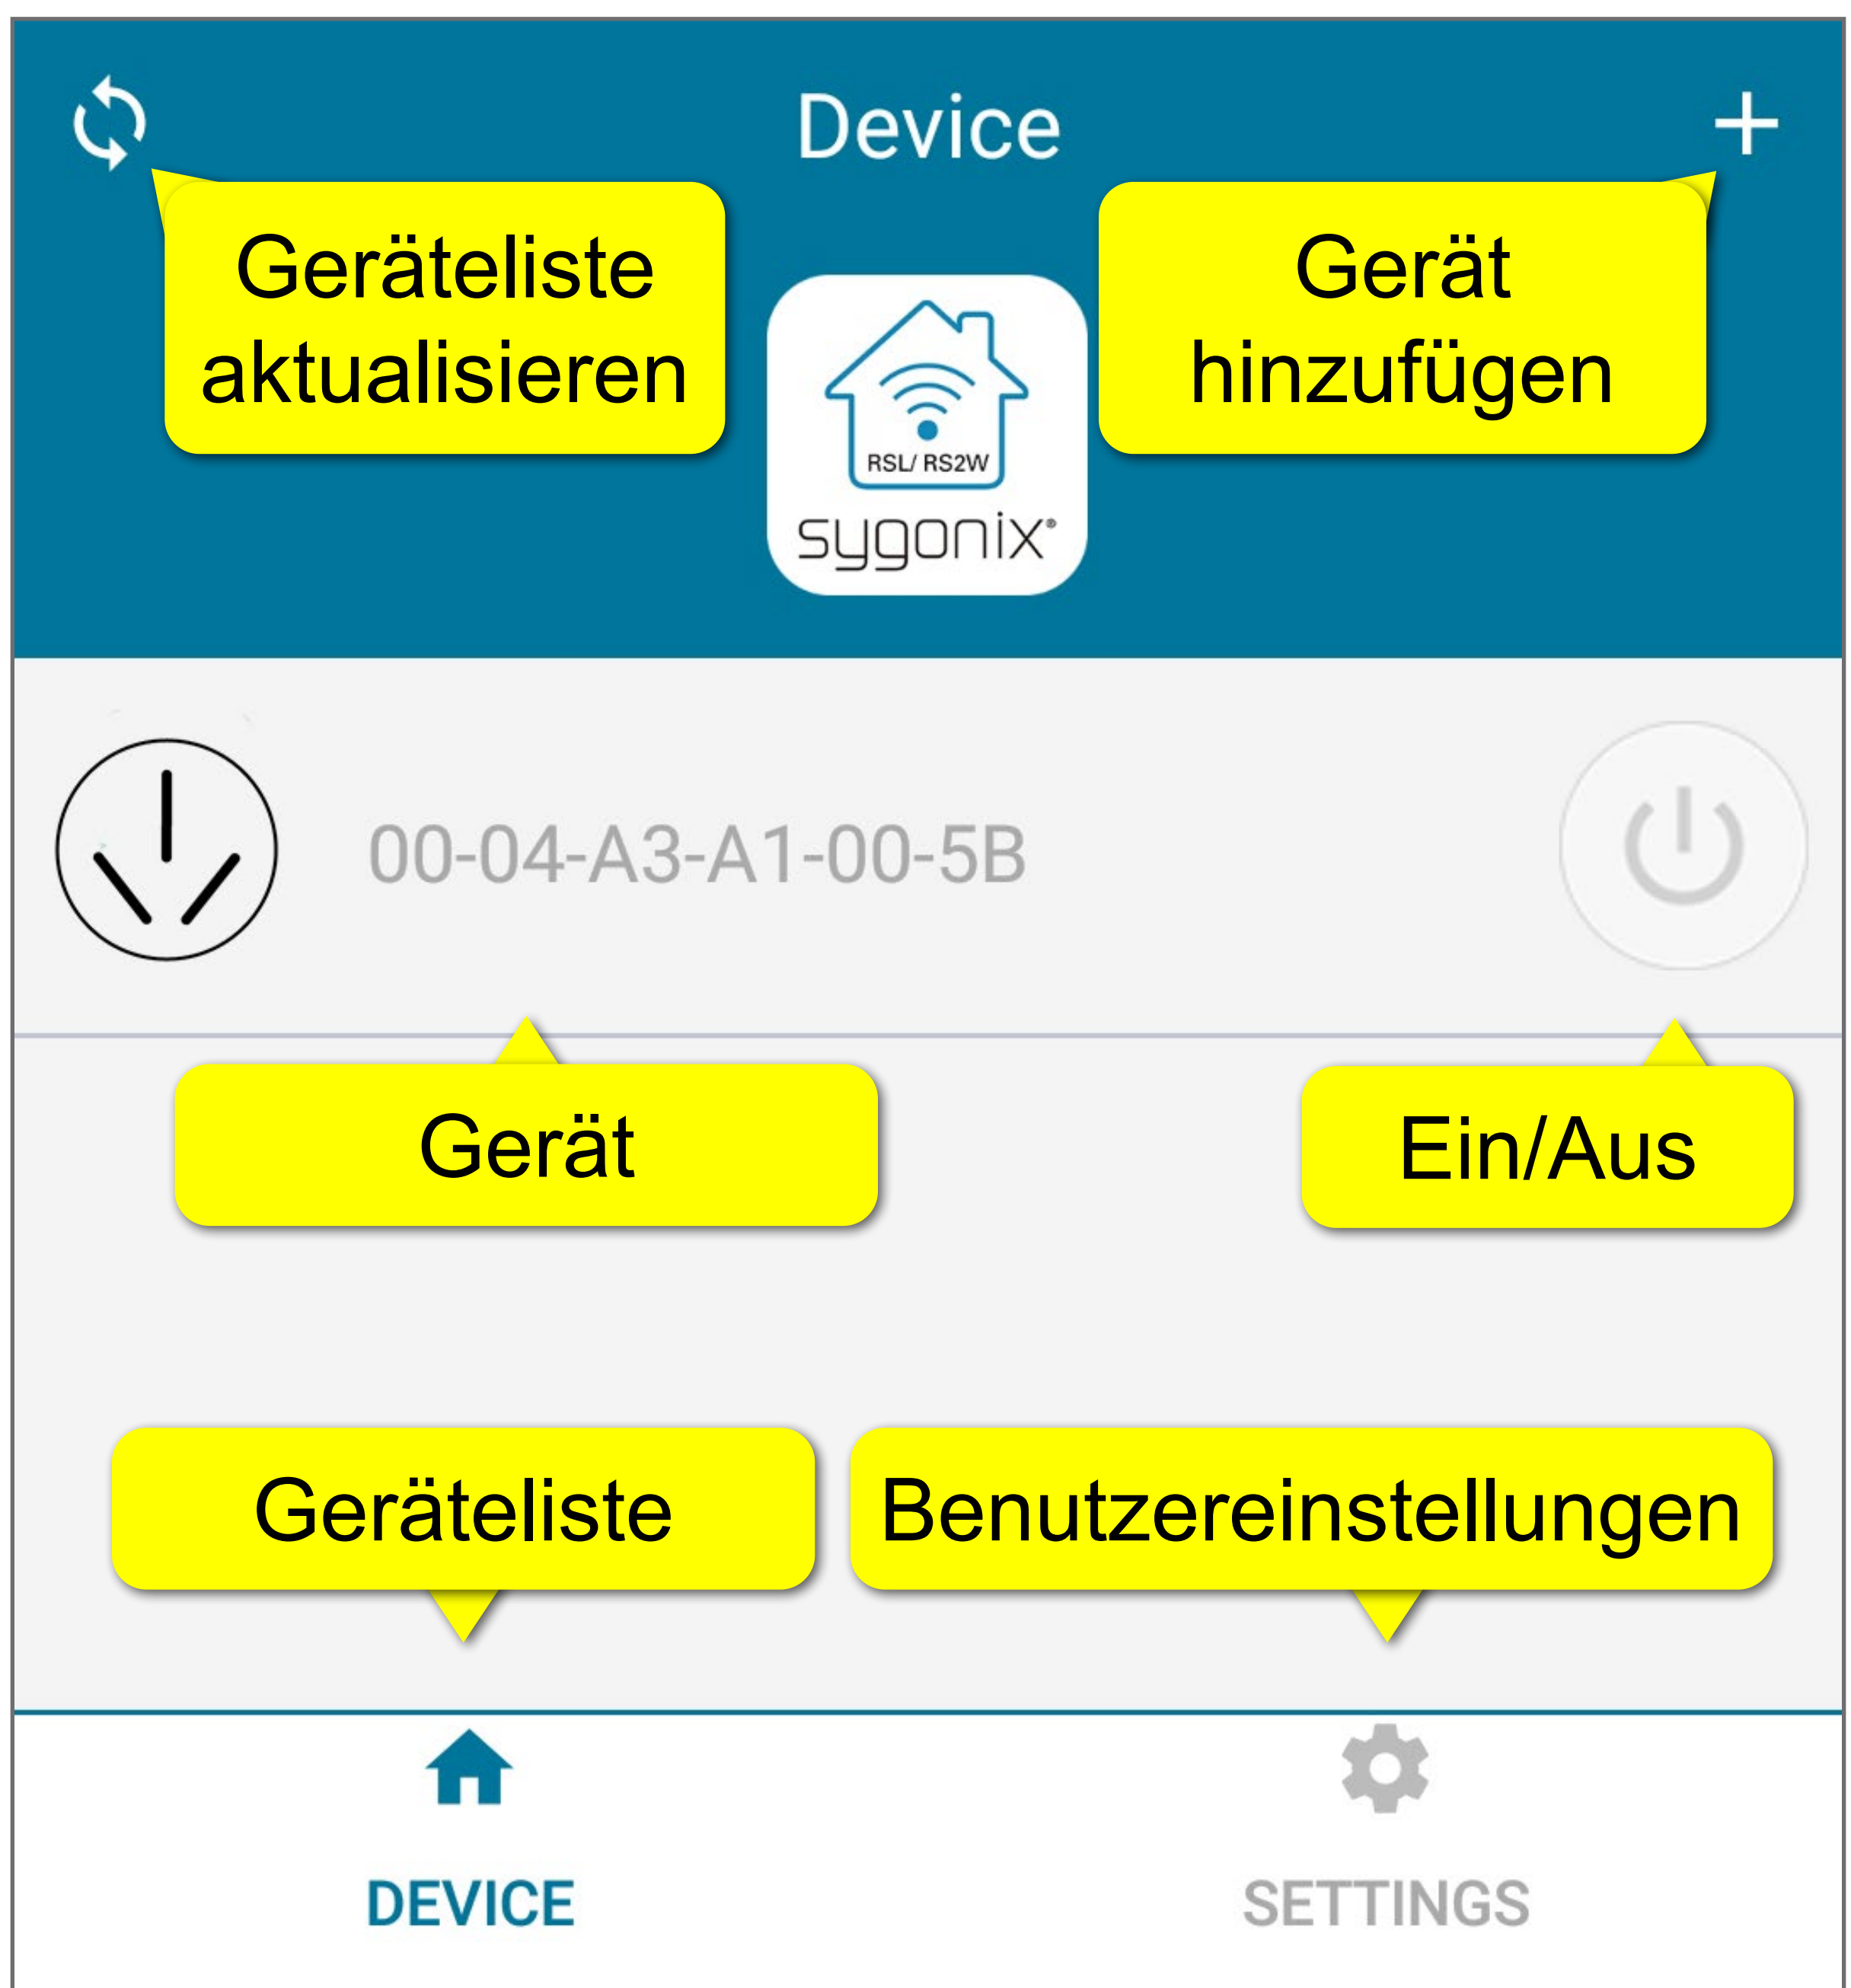 Device
Geräteliste
aktualisieren
Gerät
hinzufügen
RSL/ RS2W
sygonix®
00-04-A3-A1-00-5B
Gerät
Ein/Aus
Geräteliste
Benutzereinstellungen
DEVICE
SETTINGS